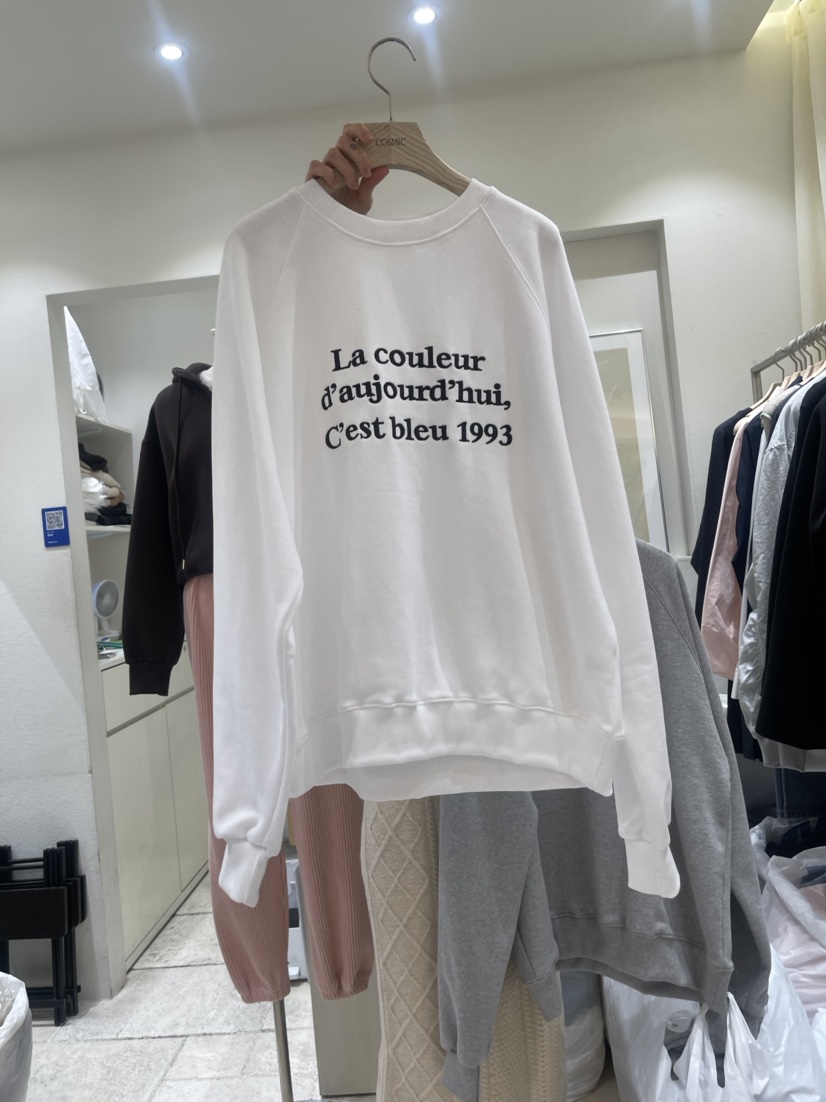 COSMIC
La couleur
d'aujourd'hui,
C'est bleu 1993